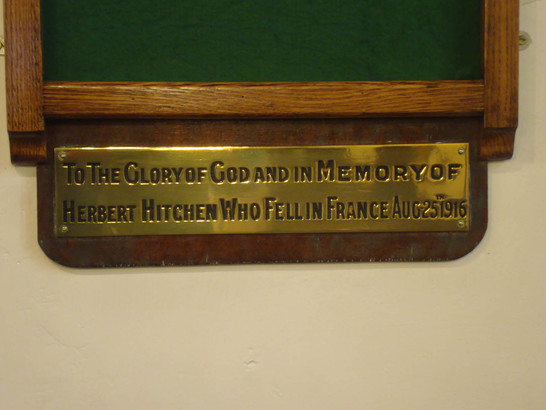 To The Glory of God and in Memory of
Herbert Hitchen Who Fell in France Aug 25TH 1916